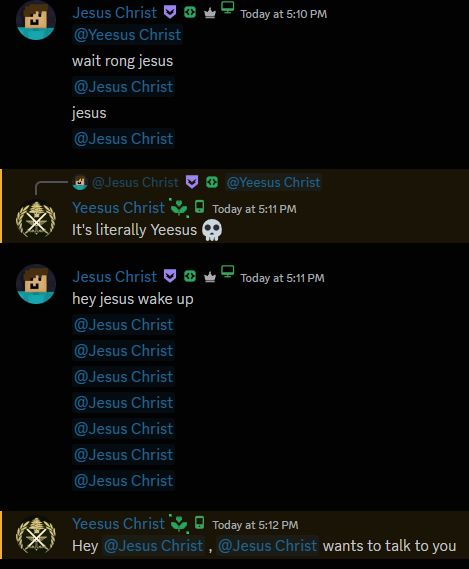 Jesus Christ Today at 5:10 PM
@Yeesus Christ
wait rong jesus
@Jesus Christ
jesus
@Jesus Christ
@Jesus Christ @Yeesus Christ
Yeesus Christ Today at 5:11 PM
It's literally Yeesus 💀
Jesus Christ Today at 5:11 PM
hey jesus wake up
@Jesus Christ
@Jesus Christ
@Jesus Christ
@Jesus Christ
@Jesus Christ
@Jesus Christ
@Jesus Christ
Yeesus Christ Today at 5:12 PM
Hey @Jesus Christ , @Jesus Christ wants to talk to you